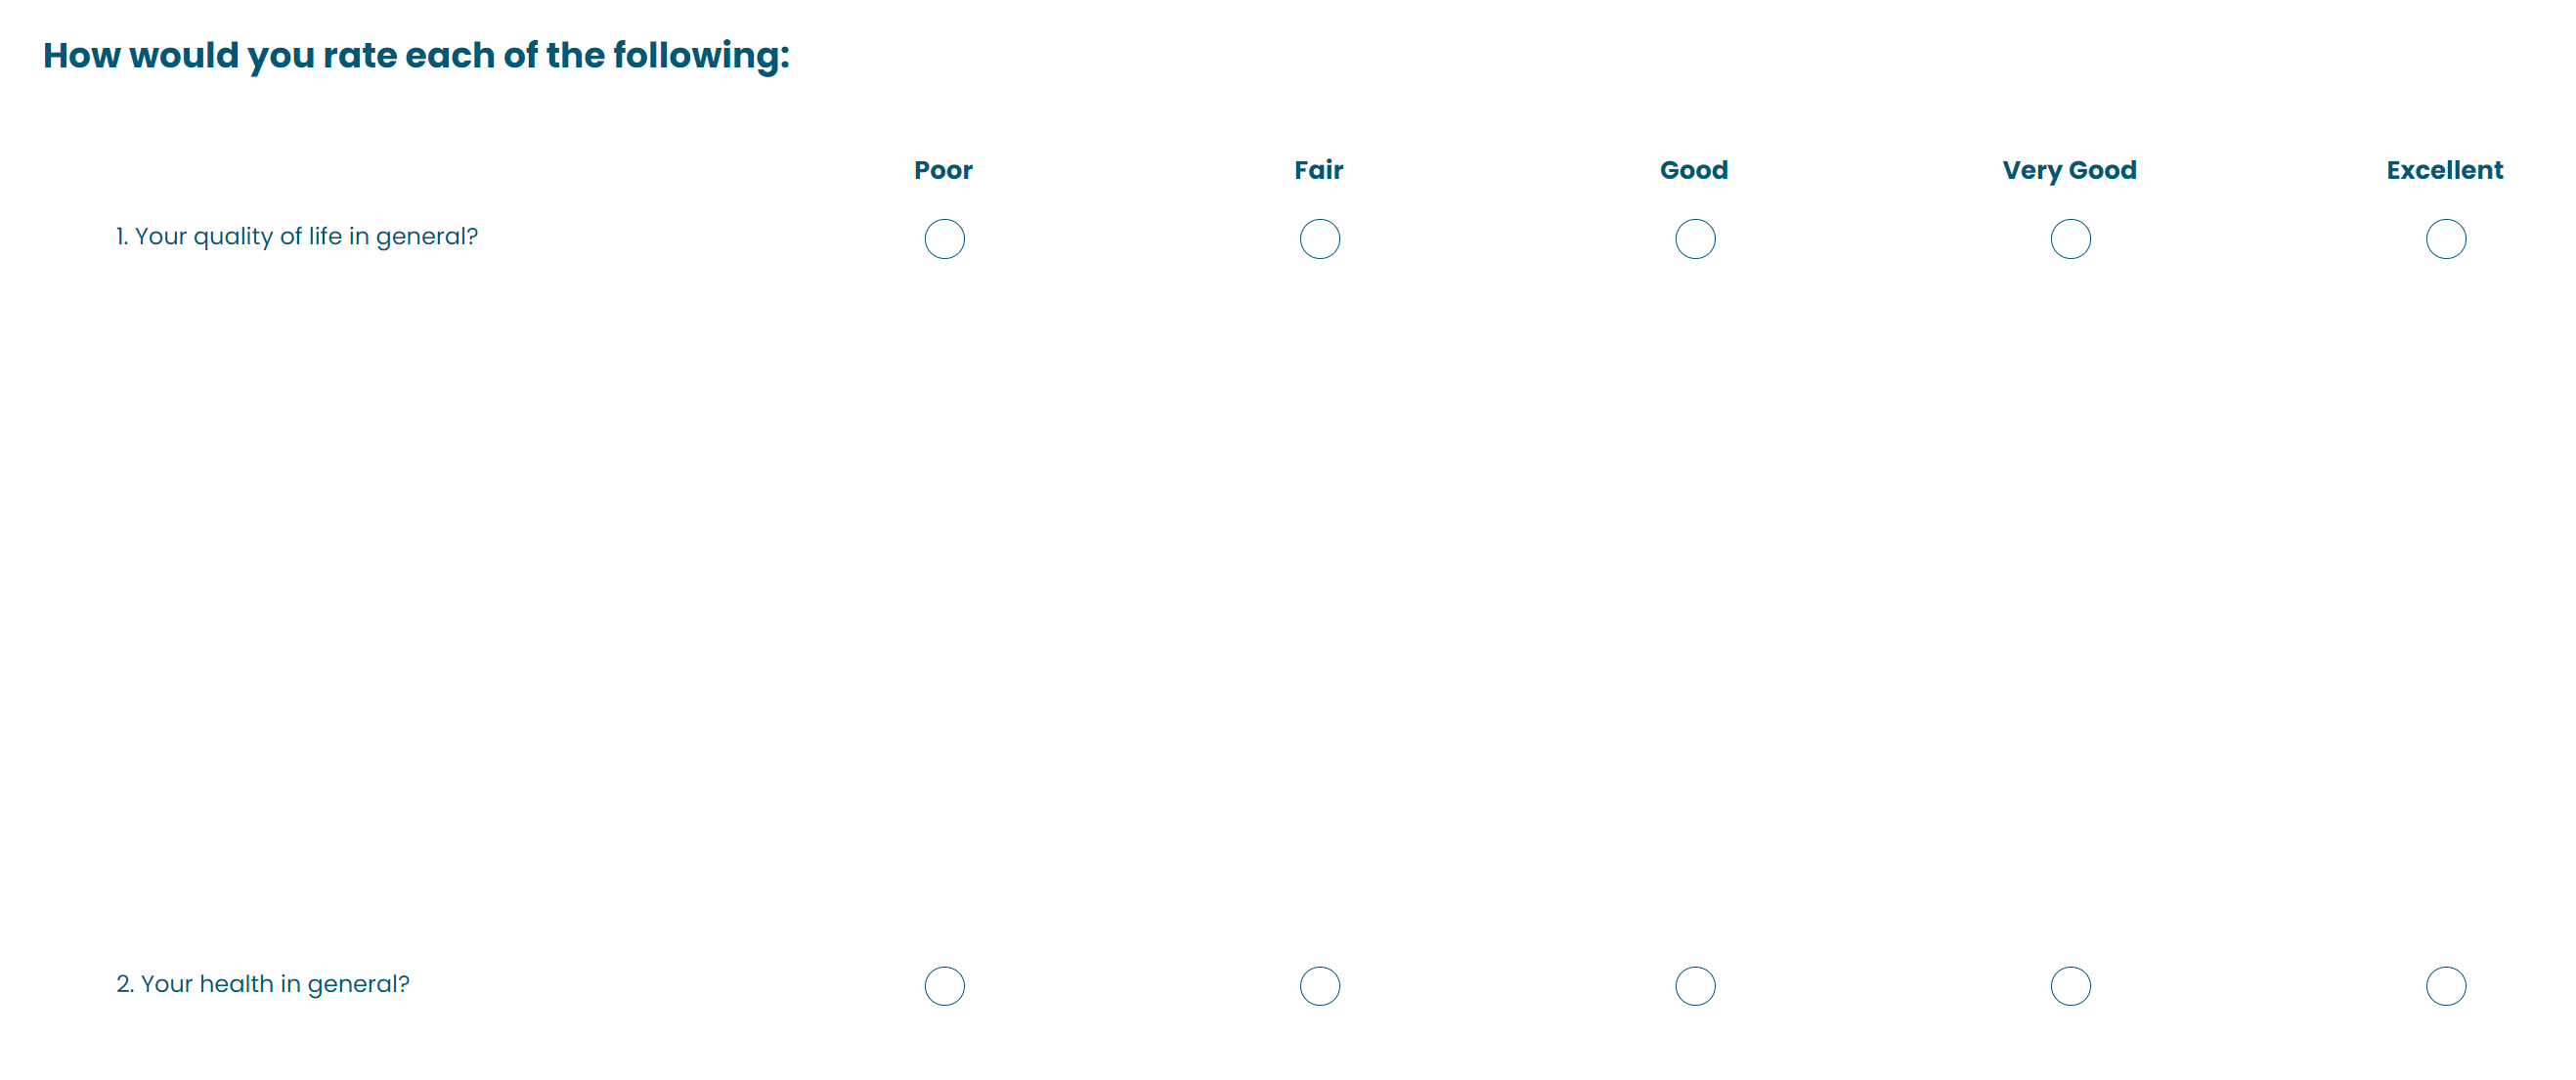 How would you rate each of the following:
Poor Fair Good Very Good Excellent
1. Your quality of life in general?
2. Your health in general?